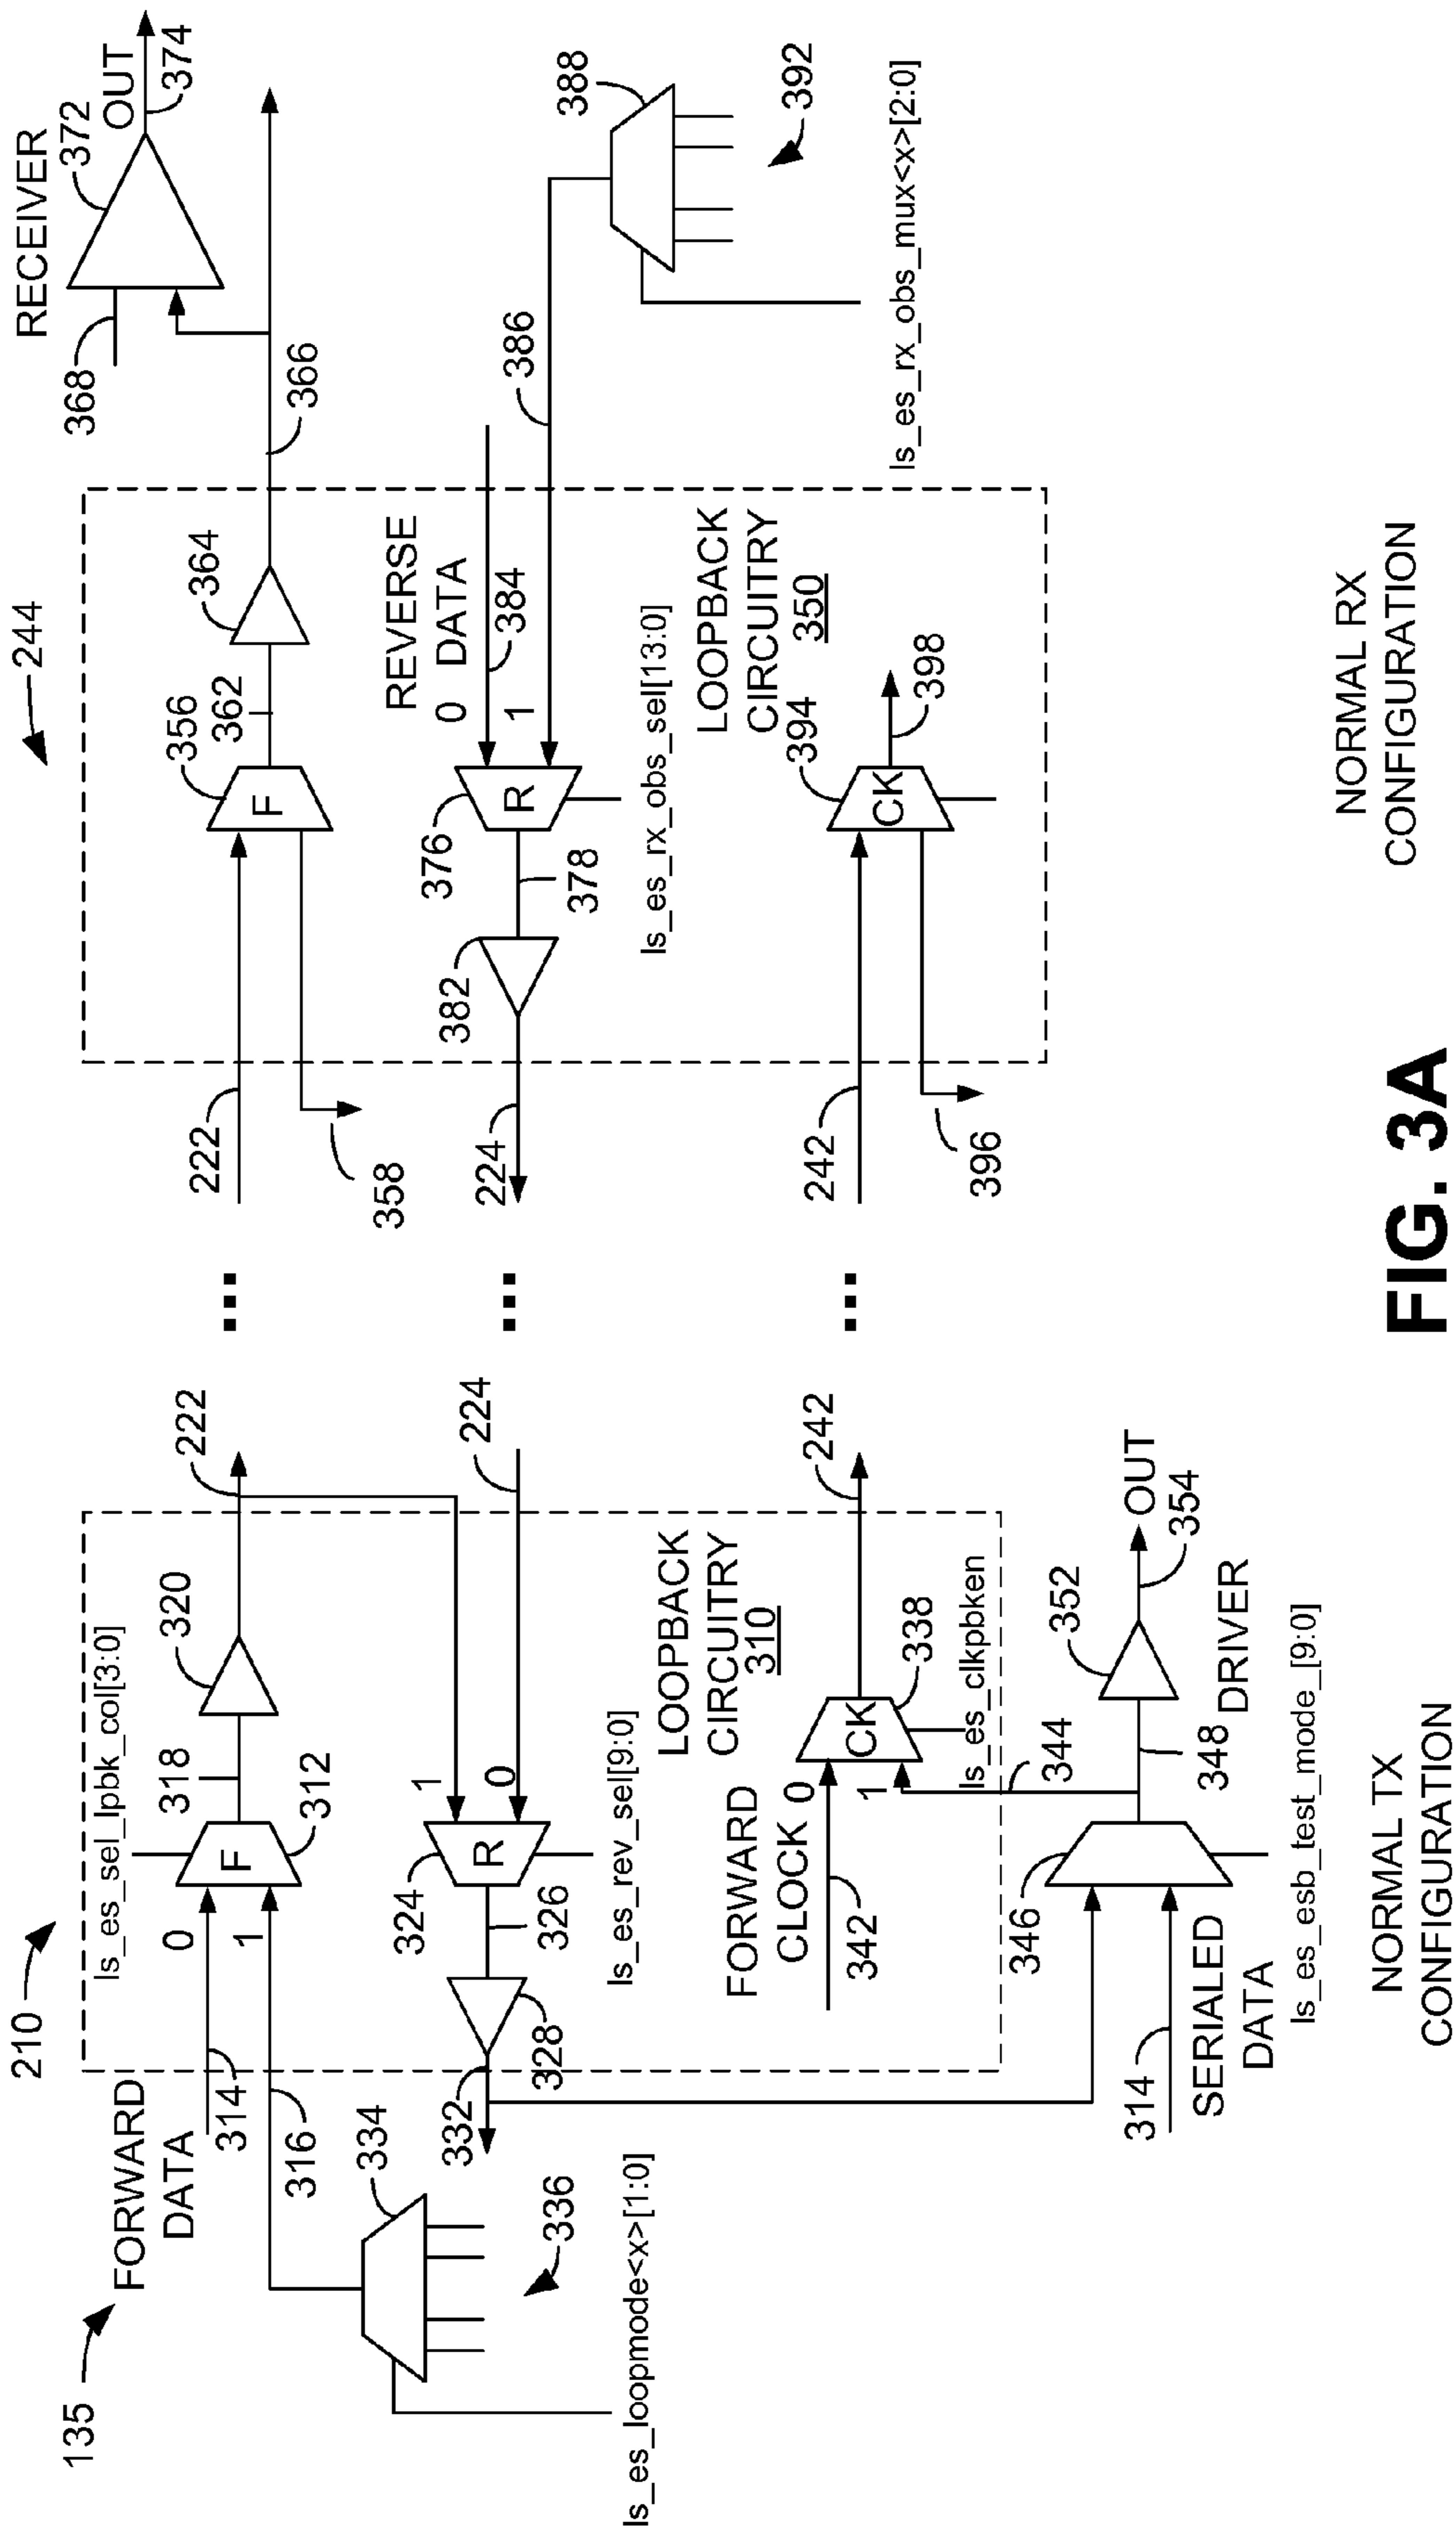 135
210
FORWARD
DATA
ls_es_sel_lpbk_col[3:0]
0
314
1
316
F
312
318
320
222
334
336
ls_es_loopmode<x>[1:0]
332
328
326
324
R
1
0
224
ls_es_rev_sel[9:0]
LOOPBACK
CIRCUITRY
310
FORWARD
CLOCK 0
342
1
CK
338
242
ls_es_clkpbken
344
346
348
352
OUT
354
DRIVER
314
SERIALED
DATA
ls_es_esb_test_mode_[9:0]
NORMAL TX
CONFIGURATION
...
...
...
244
222
358
F
356
362
364
366
368
RECEIVER
372
OUT
374
224
382
378
376
R
REVERSE
0 DATA
384
1
386
388
392
ls_es_rx_obs_sel[13:0]
ls_es_rx_obs_mux<x>[2:0]
LOOPBACK
CIRCUITRY
350
242
396
394
CK
398
NORMAL RX
CONFIGURATION
FIG. 3A